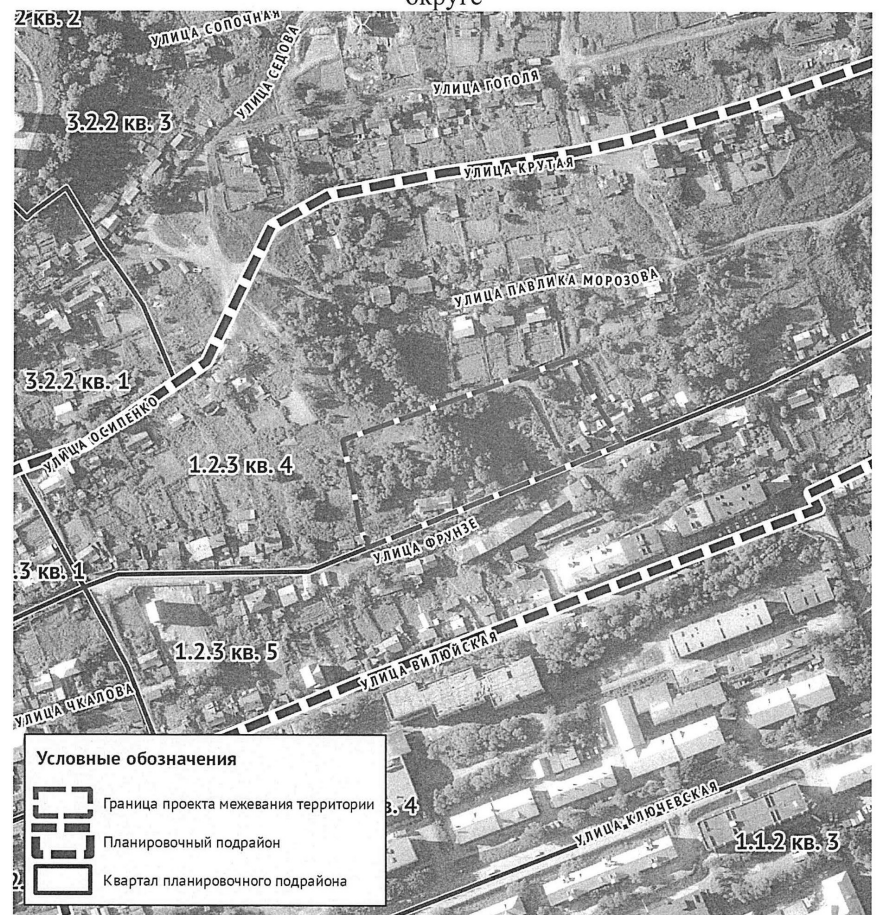 округе
2 кв. 2
УЛИЦА СОПОЧНАЯ
УЛИЦА СЕДОВА
УЛИЦА ГОГОЛЯ
3.2.2 кв. 3
УЛИЦА КРУТАЯ
УЛИЦА ПАВЛИКА МОРОЗОВА
3.2.2 кв. 1
УЛИЦА ОСИПЕНКО
1.2.3 кв. 4
УЛИЦА ФРУНЗЕ
.3 кв. 1
1.2.3 кв. 5
УЛИЦА ВИЛЮЙСКАЯ
УЛИЦА ЧКАЛОВА
Условные обозначения
Граница проекта межевания территории
Планировочный подрайон
Квартал планировочного подрайона
в. 4
УЛИЦА КЛЮЧЕВСКАЯ
1.1.2 кв. 3
2.